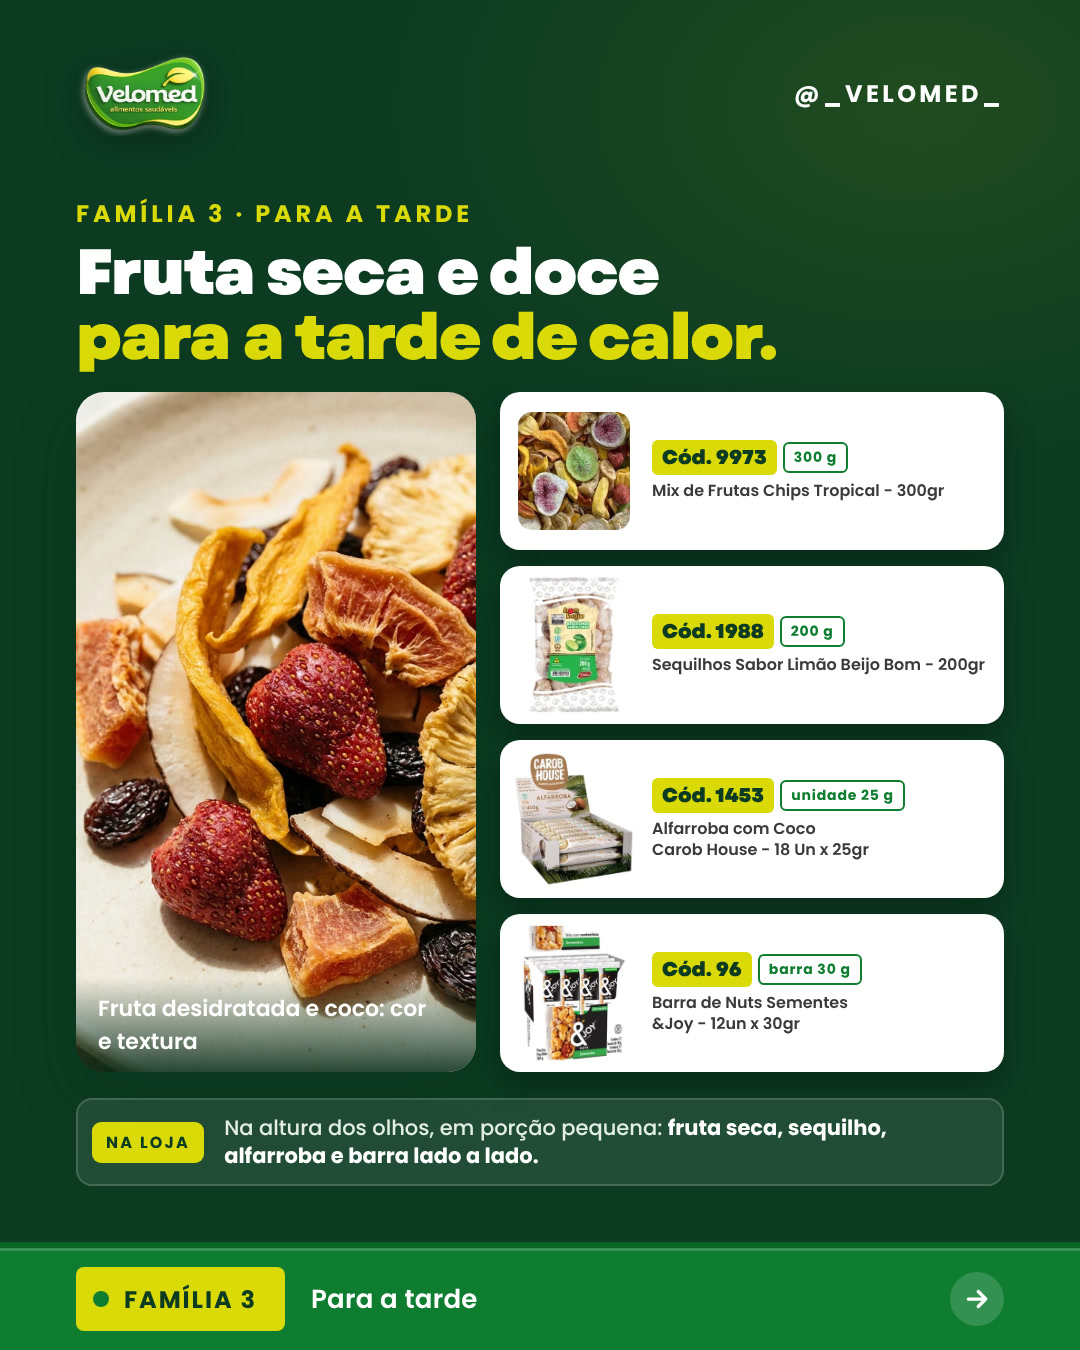 Velomed
alimentos saudáveis
@_VELOMED_
FAMÍLIA 3 · PARA A TARDE
Fruta seca e doce
para a tarde de calor.
Fruta desidratada e coco: cor
e textura
Cód. 9973 300 g
Mix de Frutas Chips Tropical - 300gr
Cód. 1988 200 g
Sequilhos Sabor Limão Beijo Bom - 200gr
CAROB
HOUSE
ALFARROBA
Cód. 1453 unidade 25 g
Alfarroba com Coco
Carob House - 18 Un x 25gr
&JOY
Cód. 96 barra 30 g
Barra de Nuts Sementes
&Joy - 12un x 30gr
NA LOJA
Na altura dos olhos, em porção pequena: fruta seca, sequilho,
alfarroba e barra lado a lado.
FAMÍLIA 3
Para a tarde